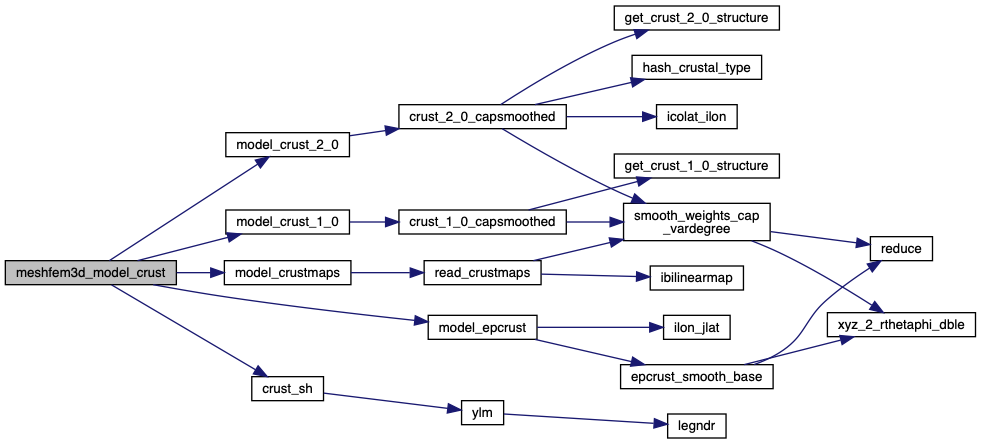 get_crust_2_0_structure
hash_crustal_type
crust_2_0_capsmoothed
icolat_ilon
model_crust_2_0
get_crust_1_0_structure
model_crust_1_0
crust_1_0_capsmoothed
smooth_weights_cap
_vardegree
reduce
meshfem3d_model_crust
model_crustmaps
read_crustmaps
ibilinearmap
model_epcrust
ilon_jlat
xyz_2_rthetaphi_dble
epcrust_smooth_base
crust_sh
ylm
legndr